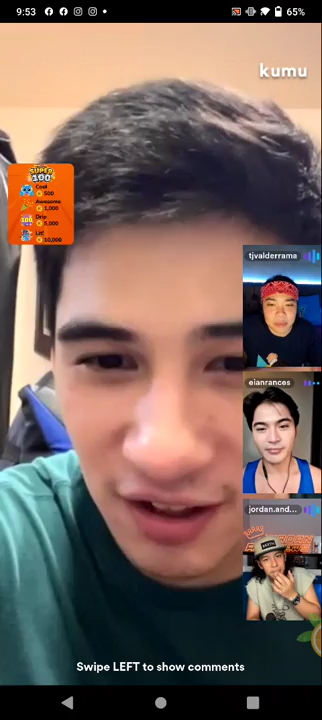 9:53
65%
kumu
SUPER
100
Cool
500
Awesome
1,000
Drip
5,000
Lit!
10,000
tjvalderrama
eianrances
jordan.and...
Swipe LEFT to show comments